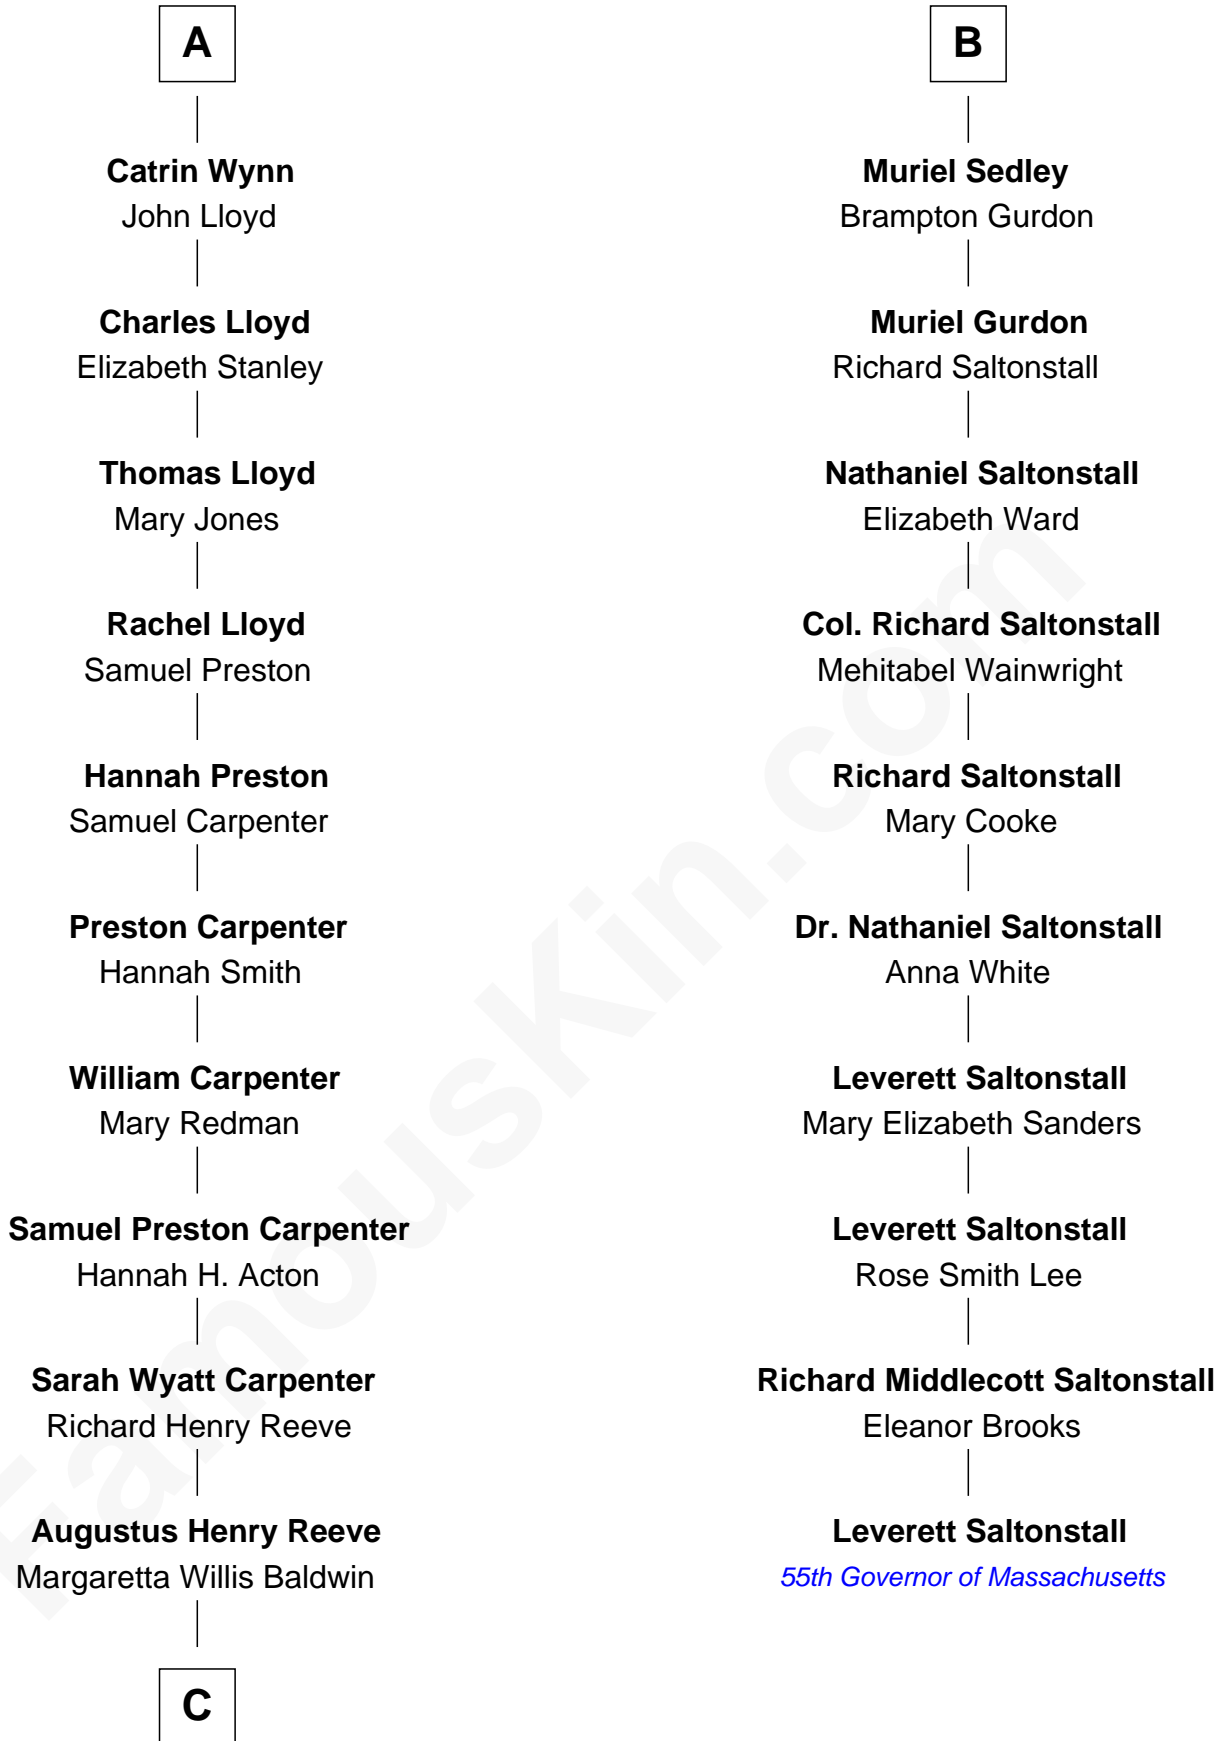 A
Catrin Wynn
John Lloyd
Charles Lloyd
Elizabeth Stanley
Thomas Lloyd
Mary Jones
Rachel Lloyd
Samuel Preston
Hannah Preston
Samuel Carpenter
Preston Carpenter
Hannah Smith
William Carpenter
Mary Redman
Samuel Preston Carpenter
Hannah H. Acton
Sarah Wyatt Carpenter
Richard Henry Reeve
Augustus Henry Reeve
Margaretta Willis Baldwin
C
B
Muriel Sedley
Brampton Gurdon
Muriel Gurdon
Richard Saltonstall
Nathaniel Saltonstall
Elizabeth Ward
Col. Richard Saltonstall
Mehitabel Wainwright
Richard Saltonstall
Mary Cooke
Dr. Nathaniel Saltonstall
Anna White
Leverett Saltonstall
Mary Elizabeth Sanders
Leverett Saltonstall
Rose Smith Lee
Richard Middlecott Saltonstall
Eleanor Brooks
Leverett Saltonstall
55th Governor of Massachusetts
FamousKin.com